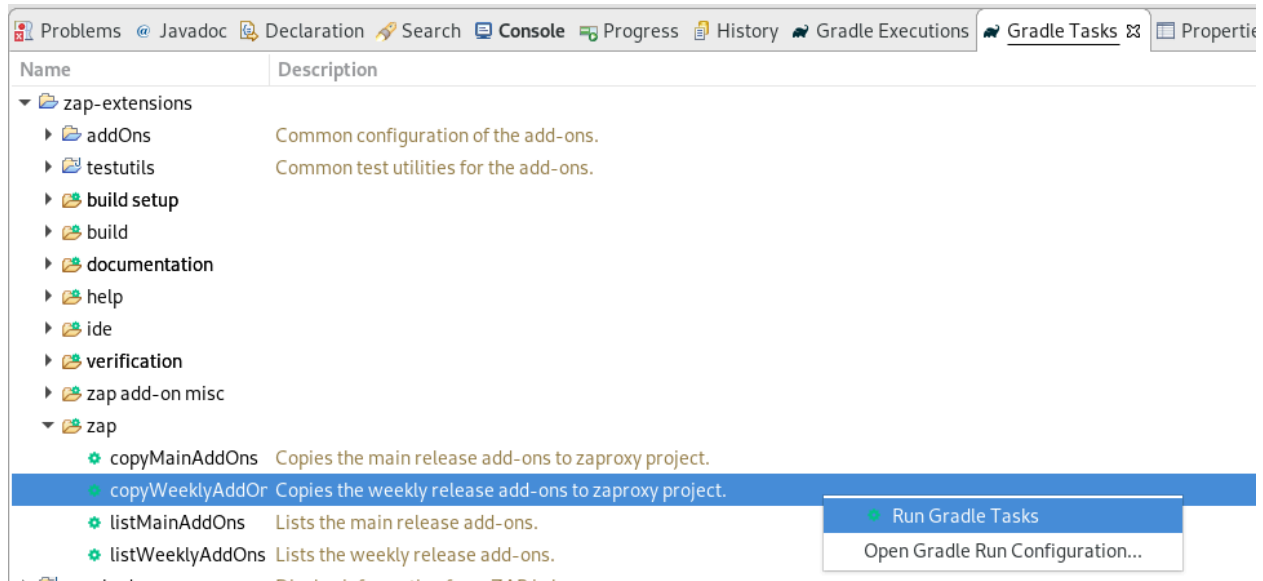 Problems @ Javadoc Declaration Search Console Progress History Gradle Executions Gradle Tasks Propertie
Name Description
zap-extensions
addOns Common configuration of the add-ons.
testutils Common test utilities for the add-ons.
build setup
build
documentation
help
ide
verification
zap add-on misc
zap
copyMainAddOns Copies the main release add-ons to zaproxy project.
copyWeeklyAddOr Copies the weekly release add-ons to zaproxy project.
listMainAddOns Lists the main release add-ons.
Run Gradle Tasks
listWeeklyAddOns Lists the weekly release add-ons.
Open Gradle Run Configuration...